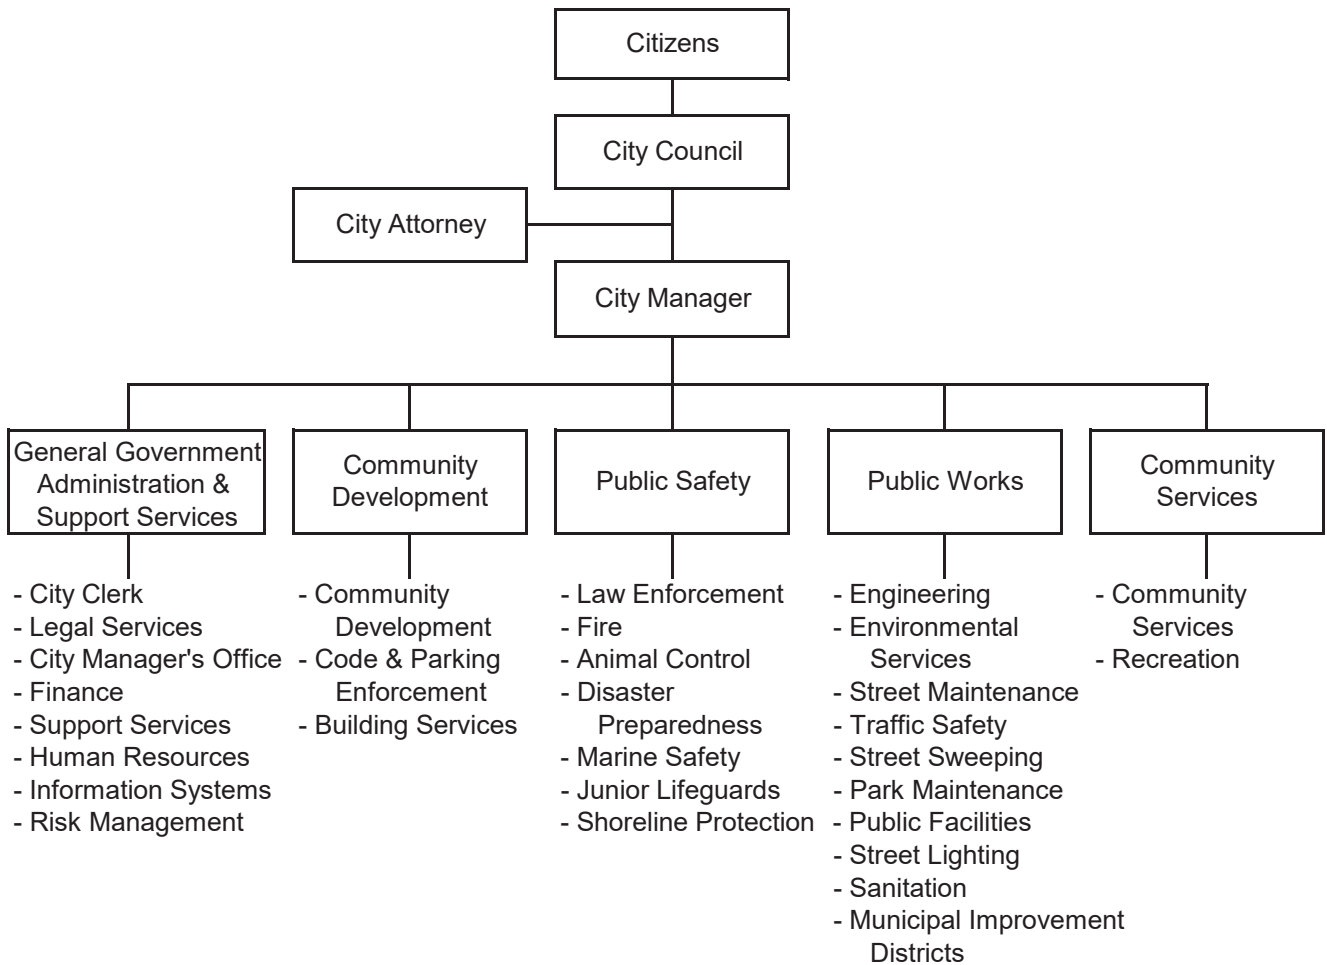 Citizens
City Council
City Attorney
City Manager
General Government
Administration &
Support Services
Community
Development
Public Safety
Public Works
Community
Services
- City Clerk
- Legal Services
- City Manager's Office
- Finance
- Support Services
- Human Resources
- Information Systems
- Risk Management
- Community
Development
- Code & Parking
Enforcement
- Building Services
- Law Enforcement
- Fire
- Animal Control
- Disaster
Preparedness
- Marine Safety
- Junior Lifeguards
- Shoreline Protection
- Engineering
- Environmental
Services
- Street Maintenance
- Traffic Safety
- Street Sweeping
- Park Maintenance
- Public Facilities
- Street Lighting
- Sanitation
- Municipal Improvement
Districts
- Community
Services
- Recreation